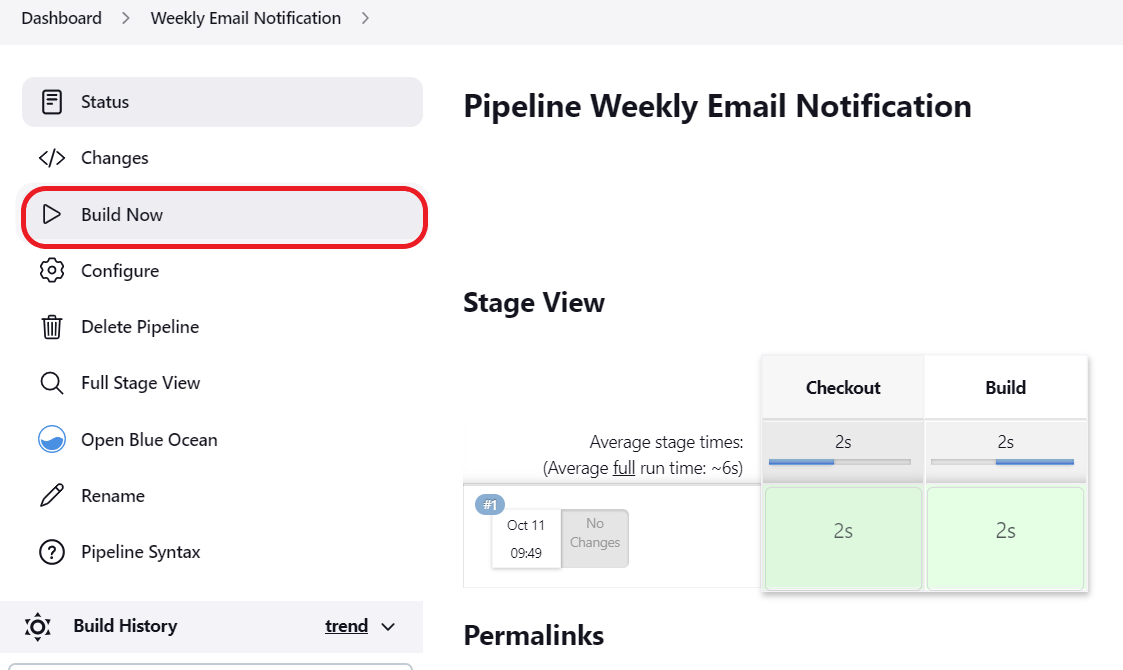 Dashboard > Weekly Email Notification >
Status
Changes
Build Now
Configure
Delete Pipeline
Full Stage View
Open Blue Ocean
Rename
Pipeline Syntax
Build History trend
Pipeline Weekly Email Notification
Stage View
Checkout Build
Average stage times: 2s 2s
(Average full run time: ~6s)
#1
Oct 11 No
Changes
09:49
2s 2s
Permalinks